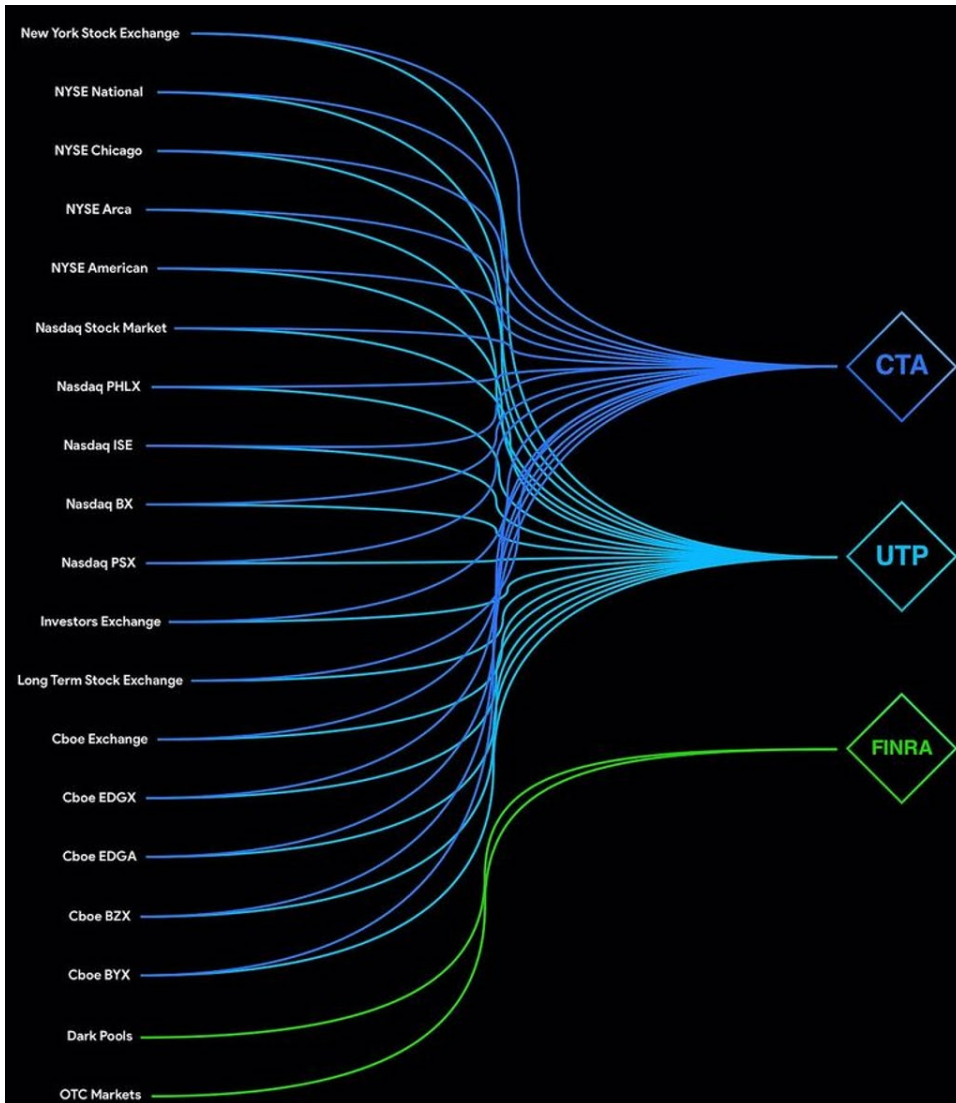 New York Stock Exchange
NYSE National
NYSE Chicago
NYSE Arca
NYSE American
Nasdaq Stock Market
CTA
Nasdaq PHLX
Nasdaq ISE
Nasdaq BX
UTP
Nasdaq PSX
Investors Exchange
Long Term Stock Exchange
Cboe Exchange
FINRA
Cboe EDGX
Cboe EDGA
Cboe BZX
Cboe BYX
Dark Pools
OTC Markets